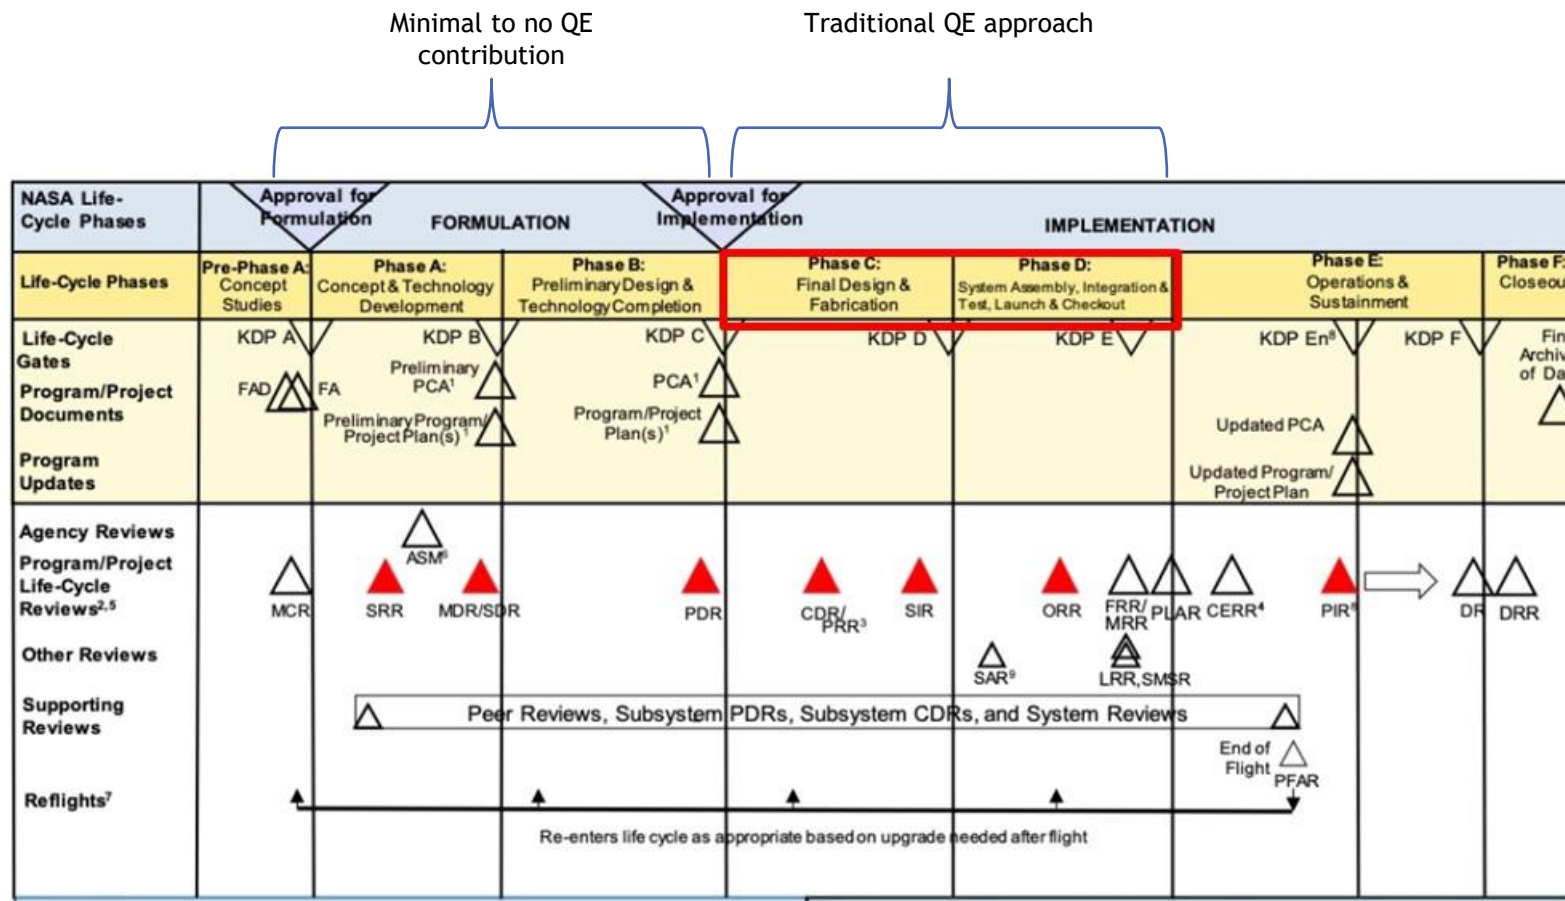 Minimal to no QE
contribution
Traditional QE approach
NASA Life-
Cycle Phases
Approval for
Formulation
FORMULATION
Approval for
Implementation
IMPLEMENTATION
Life-Cycle Phases
Pre-Phase A:
Concept
Studies
Phase A:
Concept & Technology
Development
Phase B:
Preliminary Design &
Technology Completion
Phase C:
Final Design &
Fabrication
Phase D:
System Assembly, Integration &
Test, Launch & Checkout
Phase E:
Operations &
Sustainment
Phase F:
Closeou
Life-Cycle
Gates
KDP A
KDP B
KDP C
KDP D
KDP E
KDP En⁸
KDP F
Fin
Archiv
of Da
Program/Project
Documents
FAD
FA
Preliminary
PCA¹
Preliminary Program/
Project Plan(s)¹
PCA¹
Program/Project
Plan(s)¹
Updated PCA
Program
Updates
Updated Program/
Project Plan
Agency Reviews
ASM⁶
Program/Project
Life-Cycle
Reviews²,⁵
MCR
SRR
MDR/SDR
PDR
CDR/
PRR³
SIR
ORR
FRR/
MRR
PLAR
CERR⁴
PIR⁸
DR
DRR
Other Reviews
SAR⁹
LRR, SMSR
Supporting
Reviews
Peer Reviews, Subsystem PDRs, Subsystem CDRs, and System Reviews
End of
Flight
PFAR
Reflights⁷
Re-enters life cycle as appropriate based on upgrade needed after flight